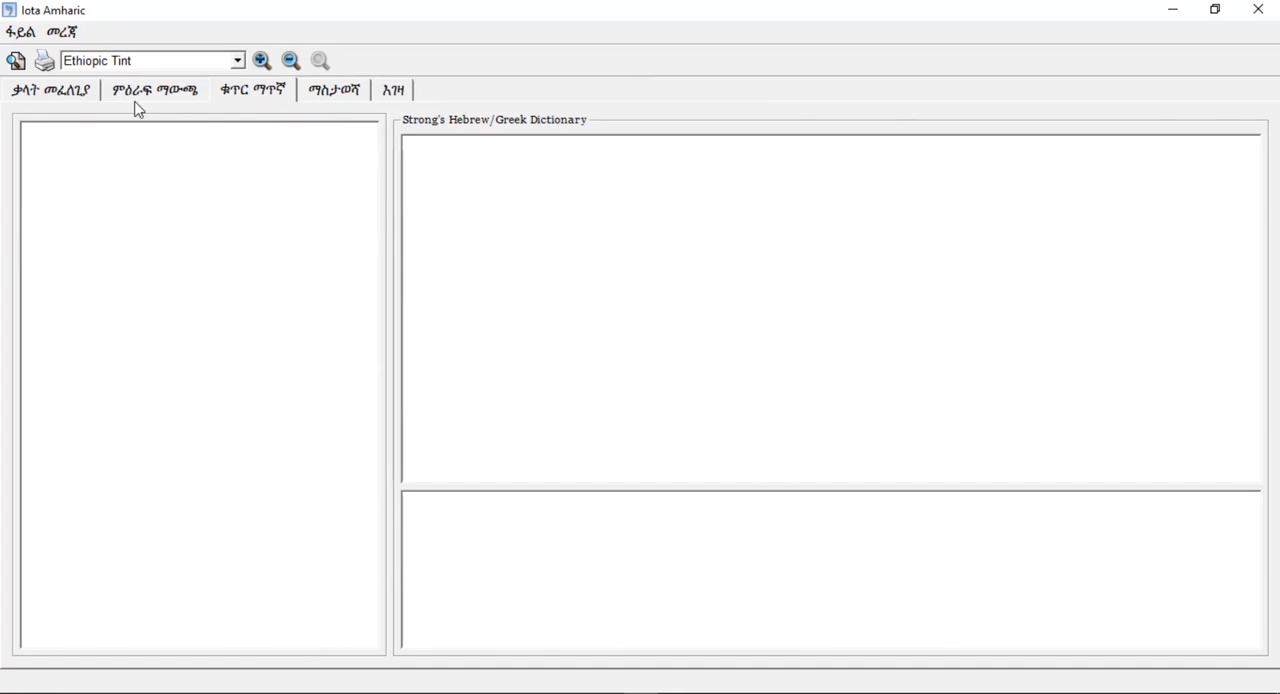 Iota Amharic
ፋይል መረጃ
Ethiopic Tint
ቃላት መፈለጊያ ምዕራፍ ማውጫ ቁጥር ማጥኛ ማስታወሻ እገዛ
Strong's Hebrew/Greek Dictionary